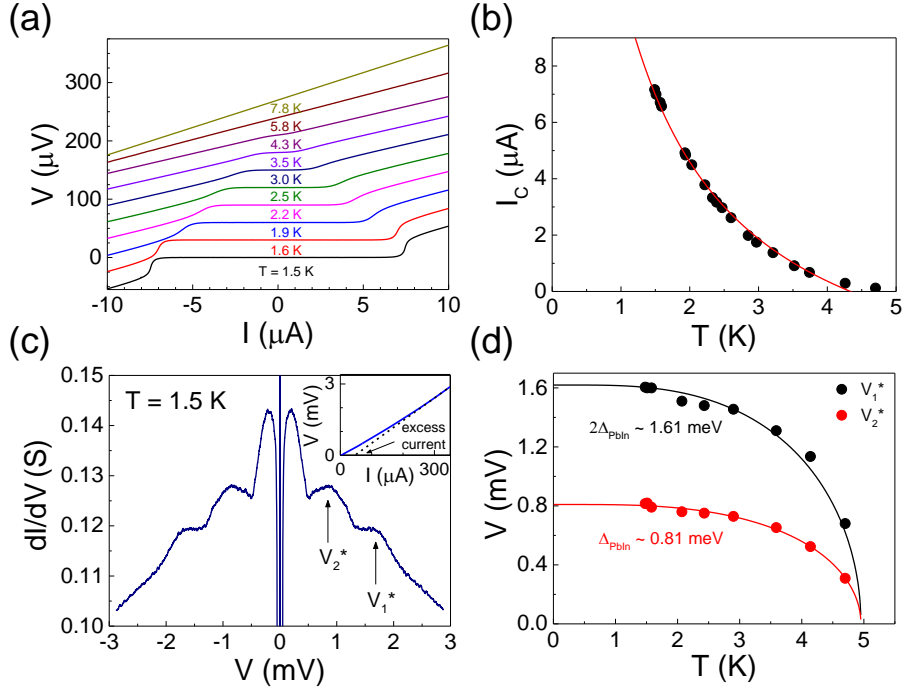 (a)
350
300
250
200
150
100
50
0
-50
V (μV)
7.8 K
5.8 K
4.3 K
3.5 K
3.0 K
2.5 K
2.2 K
1.9 K
1.6 K
T = 1.5 K
-10 -5 0 5 10
I (μA)
(b)
8
6
4
2
0
I_C (μA)
0 1 2 3 4 5
T (K)
(c)
0.15
0.14
0.13
0.12
0.11
0.10
dI/dV (S)
T = 1.5 K
3
0
V (mV)
excess
current
0 300
I (μA)
V_2*
V_1*
-3 -2 -1 0 1 2 3
V (mV)
(d)
1.6
1.2
0.8
0.4
0.0
V (mV)
V_1*
V_2*
2Δ_PbIn ~ 1.61 meV
Δ_PbIn ~ 0.81 meV
0 1 2 3 4 5
T (K)